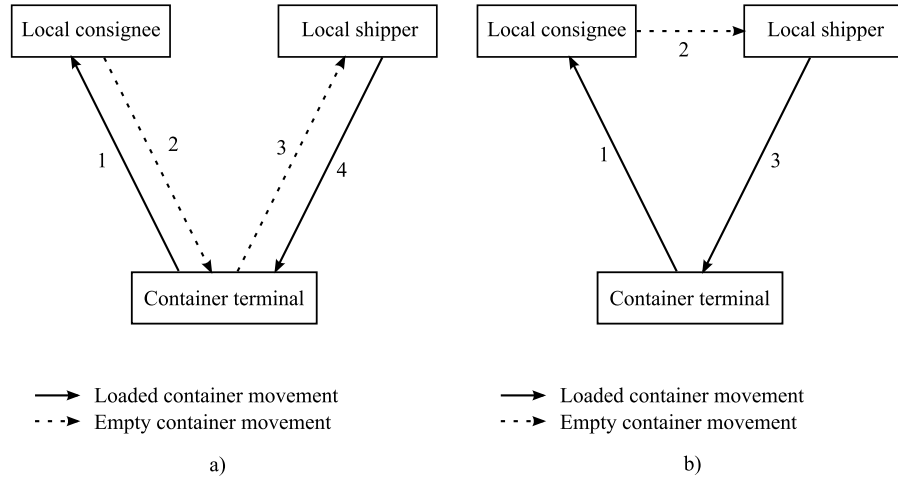 Local consignee
Local shipper
1
2
3
4
Container terminal
Loaded container movement
Empty container movement
a)
Local consignee
2
Local shipper
1
3
Container terminal
Loaded container movement
Empty container movement
b)